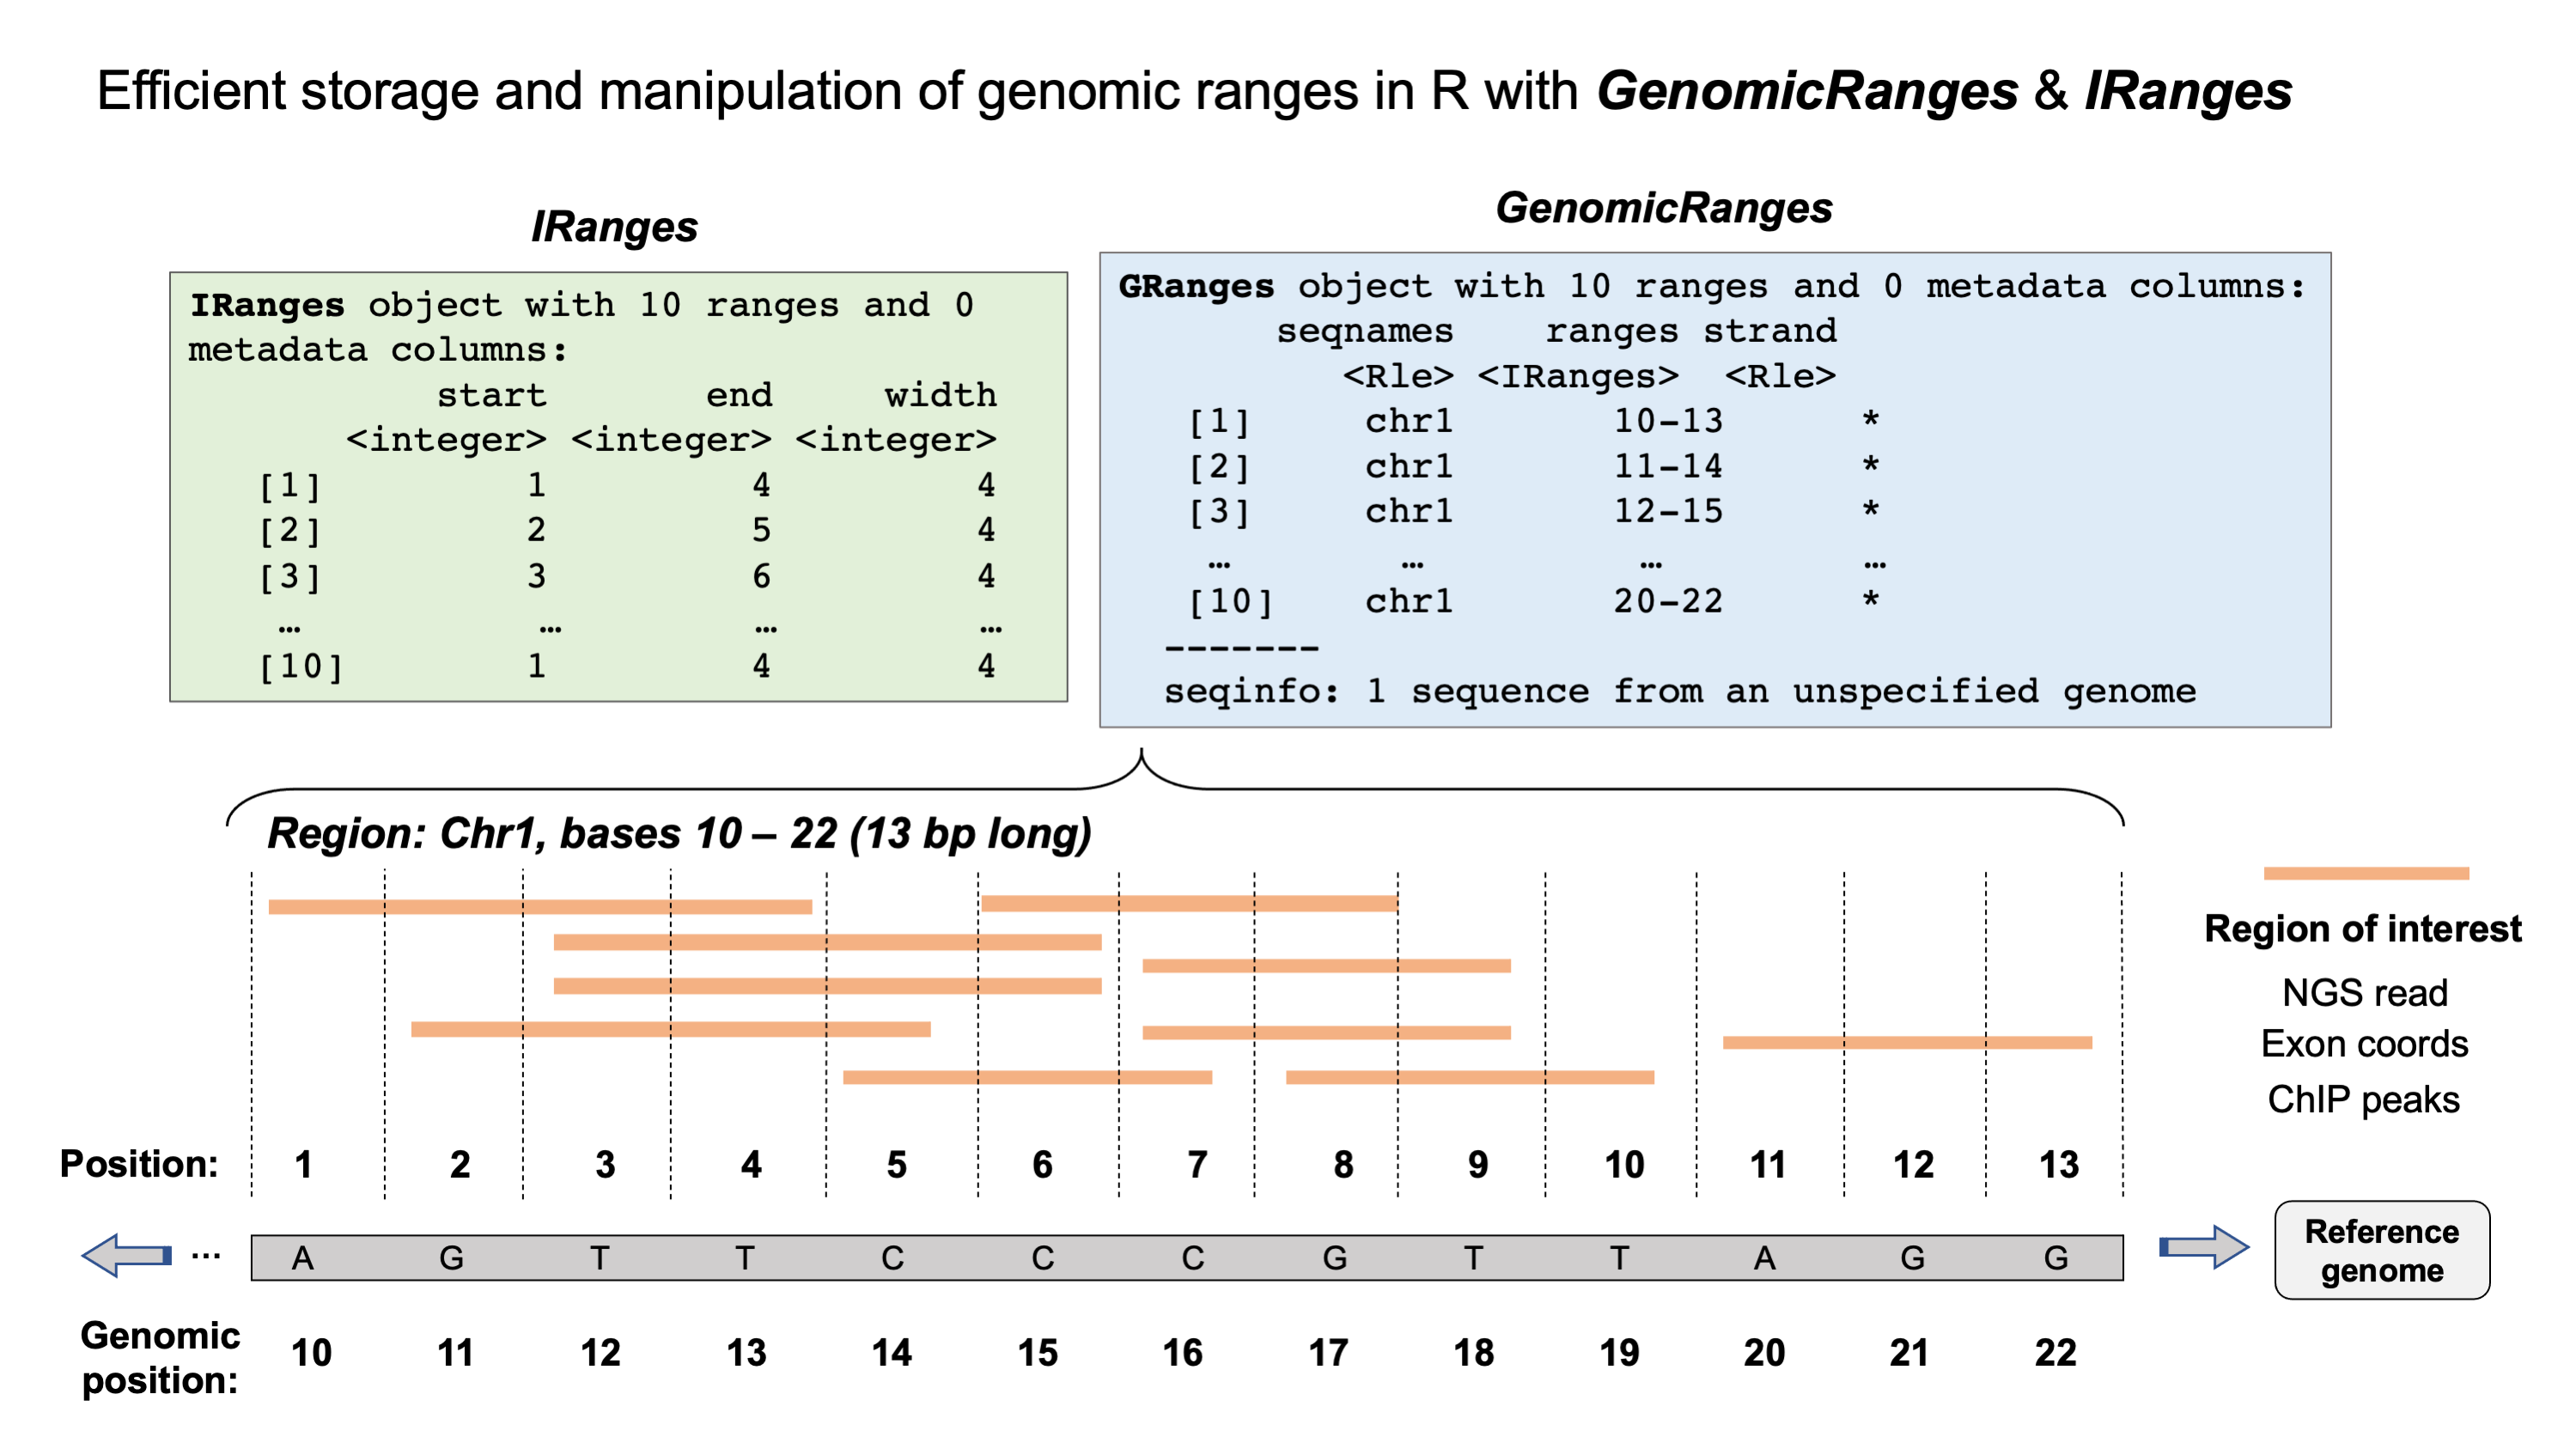 Efficient storage and manipulation of genomic ranges in R with GenomicRanges & IRanges
IRanges
IRanges object with 10 ranges and 0
metadata columns:
start end width
<integer> <integer> <integer>
[1] 1 4 4
[2] 2 5 4
[3] 3 6 4
… … … …
[10] 1 4 4
GenomicRanges
GRanges object with 10 ranges and 0 metadata columns:
seqnames ranges strand
<Rle> <IRanges> <Rle>
[1] chr1 10-13 *
[2] chr1 11-14 *
[3] chr1 12-15 *
… … … …
[10] chr1 20-22 *
-------
seqinfo: 1 sequence from an unspecified genome
Region: Chr1, bases 10 – 22 (13 bp long)
Region of interest
NGS read
Exon coords
ChIP peaks
Position: 1 2 3 4 5 6 7 8 9 10 11 12 13
… A G T T C C C G T T A G G
Reference
genome
Genomic
position:
10 11 12 13 14 15 16 17 18 19 20 21 22